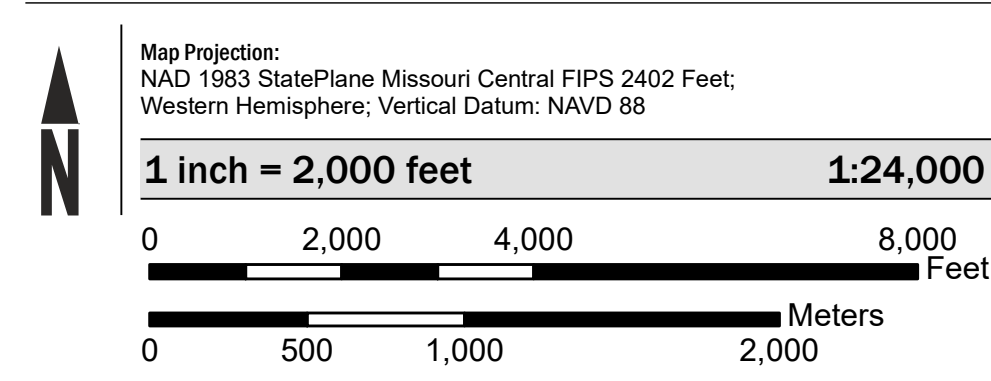 N
Map Projection:
NAD 1983 StatePlane Missouri Central FIPS 2402 Feet;
Western Hemisphere; Vertical Datum: NAVD 88
1 inch = 2,000 feet 1:24,000
0 2,000 4,000 8,000
Feet
Meters
0 500 1,000 2,000